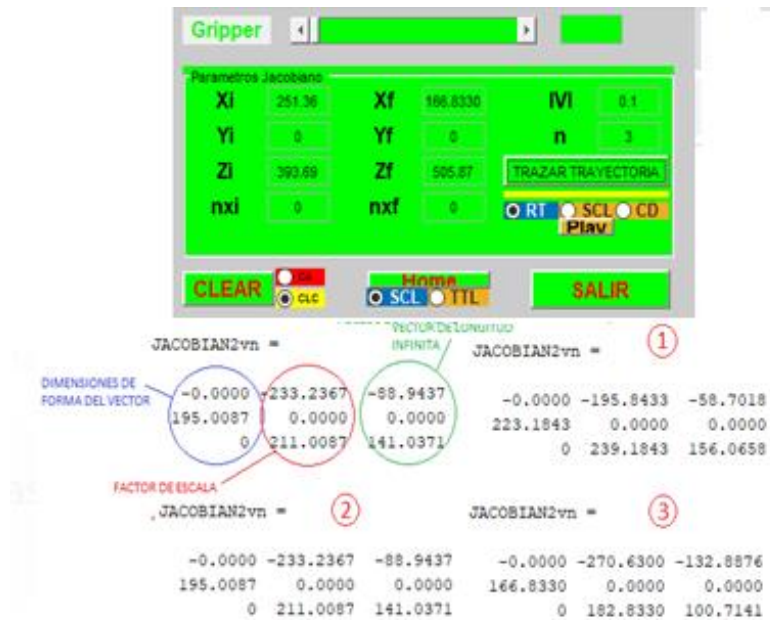 Gripper
Parametros Jacobiano
Xi 251.36 Xf 166.8330 IVI 0.1
Yi 0 Yf 0 n 3
Zi 393.69 Zf 505.87 TRAZAR TRAYECTORIA
nxi 0 nxf 0 RT SCL CD
Play
CLEAR CLC Home SCL TTL SALIR
VECTOR DE LONGITUD
INFINITA
JACOBIAN2vn =
JACOBIAN2vn = 1
DIMENSIONES DE
FORMA DEL VECTOR
-0.0000 -233.2367 -88.9437
195.0087 0.0000 0.0000
0 211.0087 141.0371
-0.0000 -195.8433 -58.7018
223.1843 0.0000 0.0000
0 239.1843 156.0658
FACTOR DE ESCALA
JACOBIAN2vn = 2
JACOBIAN2vn = 3
-0.0000 -233.2367 -88.9437
195.0087 0.0000 0.0000
0 211.0087 141.0371
-0.0000 -270.6300 -132.8876
166.8330 0.0000 0.0000
0 182.8330 100.7141